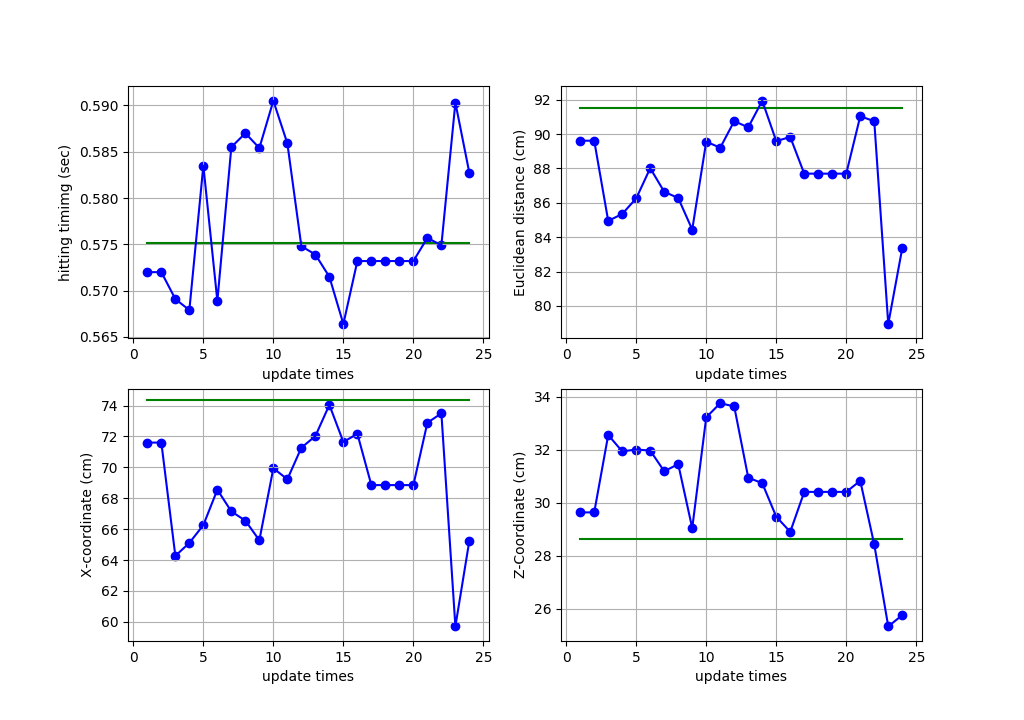 0.590
0.585
0.580
0.575
0.570
0.565
hitting timimg (sec)
0 5 10 15 20 25
update times
92
90
88
86
84
82
80
Euclidean distance (cm)
0 5 10 15 20 25
update times
74
72
70
68
66
64
62
60
X-coordinate (cm)
0 5 10 15 20 25
update times
34
32
30
28
26
Z-Coordinate (cm)
0 5 10 15 20 25
update times